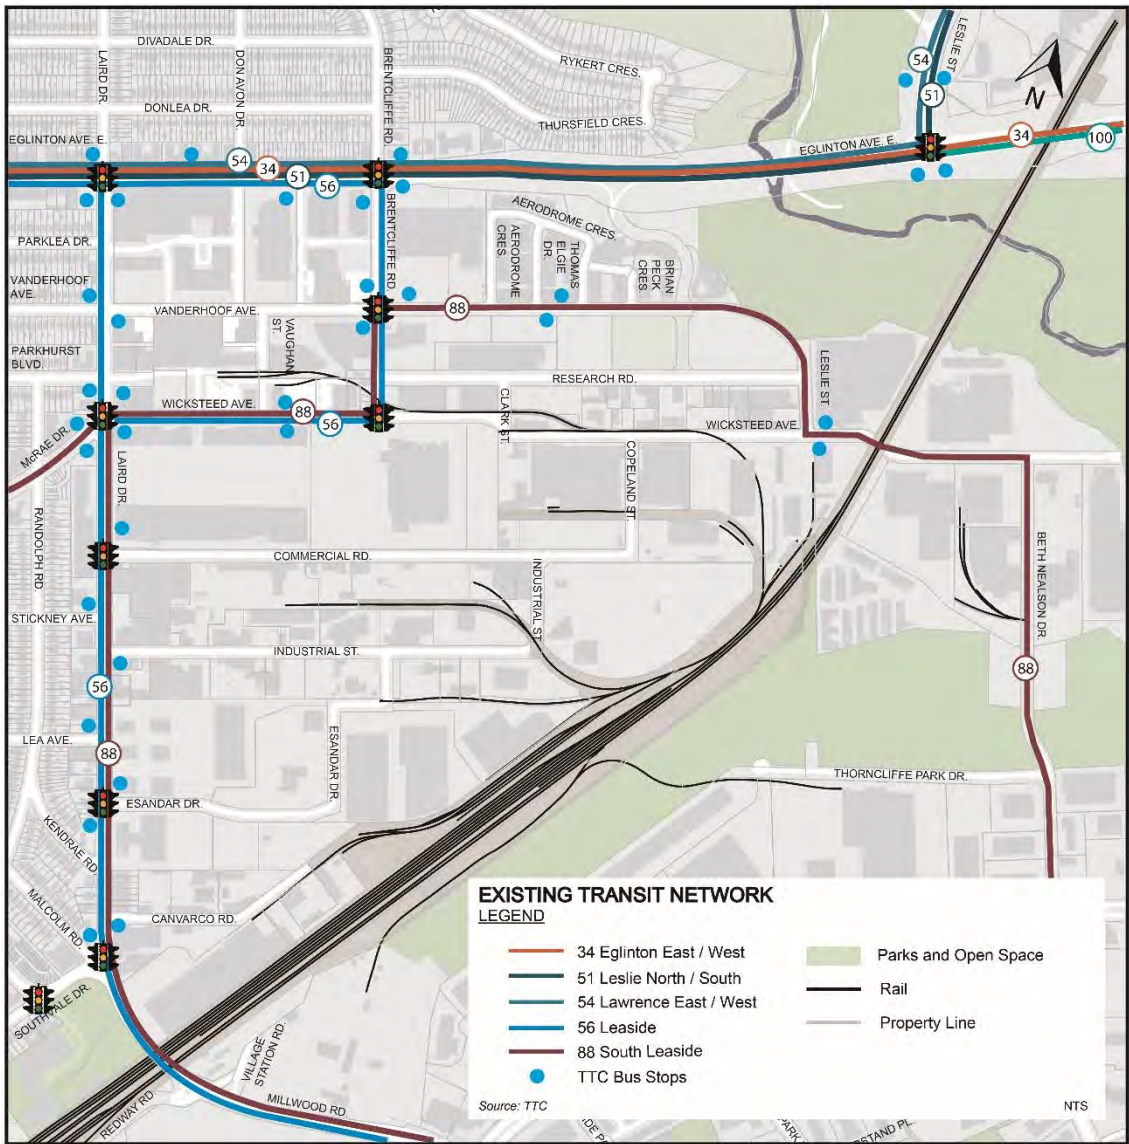 DIVADALE DR.
LAIRD DR.
DON AVON DR.
BRENTCLIFFE RD.
RYKERT CRES.
LESLIE ST.
54
51
N
DONLEA DR.
THURSFIELD CRES.
EGLINTON AVE. E.
EGLINTON AVE. E.
34
100
54
34
51
56
BRENTCLIFFE RD.
AERODROME CRES.
AERODROME
CRES.
THOMAS
ELGIE
DR.
BRIAN
PECK
CRES.
PARKLEA DR.
VANDERHOOF
AVE.
VANDERHOOF AVE.
88
VAUGHAN
ST.
PARKHURST
BLVD.
RESEARCH RD.
LESLIE ST.
WICKSTEED AVE.
88
56
CLARK ST.
WICKSTEED AVE.
McRAE DR.
LAIRD DR.
COPELAND ST.
RANDOLPH RD.
COMMERCIAL RD.
INDUSTRIAL ST.
BETH NEALSON DR.
STICKNEY AVE.
INDUSTRIAL ST.
56
88
LEA AVE.
88
ESANDAR DR.
THORNCLIFFE PARK DR.
ESANDAR DR.
KENDRAE RD.
MALCOLM RD.
CANVARCO RD.
SOUTHVALE DR.
VILLAGE
STATION RD.
REDWAY RD.
MILLWOOD RD.
EXISTING TRANSIT NETWORK
LEGEND
34 Eglinton East / West
51 Leslie North / South
54 Lawrence East / West
56 Leaside
88 South Leaside
TTC Bus Stops
Parks and Open Space
Rail
Property Line
Source: TTC
NTS